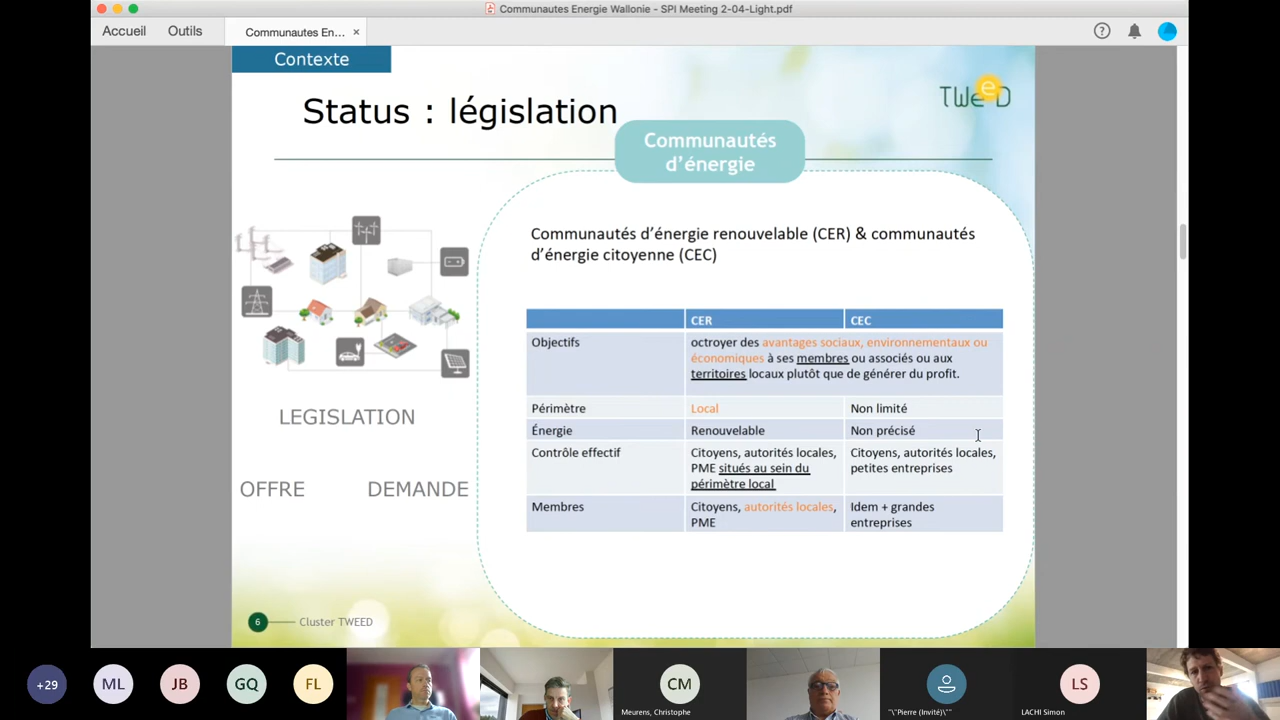 Communautes Energie Wallonie - SPI Meeting 2-04-Light.pdf
Accueil
Outils
Communautes En...
Contexte
TWeeD
Status : législation
Communautés
d'énergie
Communautés d'énergie renouvelable (CER) & communautés
d'énergie citoyenne (CEC)
CER
CEC
Objectifs
octroyer des avantages sociaux, environnementaux ou
économiques à ses membres ou associés ou aux
territoires locaux plutôt que de générer du profit.
Périmètre
Local
Non limité
Énergie
Renouvelable
Non précisé
Contrôle effectif
Citoyens, autorités locales,
PME situés au sein du
périmètre local
Citoyens, autorités locales,
petites entreprises
Membres
Citoyens, autorités locales,
PME
Idem + grandes
entreprises
LEGISLATION
OFFRE
DEMANDE
6
Cluster TWEED
+29
ML
JB
GQ
FL
CM
Meurens, Christophe
"\"Pierre (Invité)\""
LS
LACHI Simon